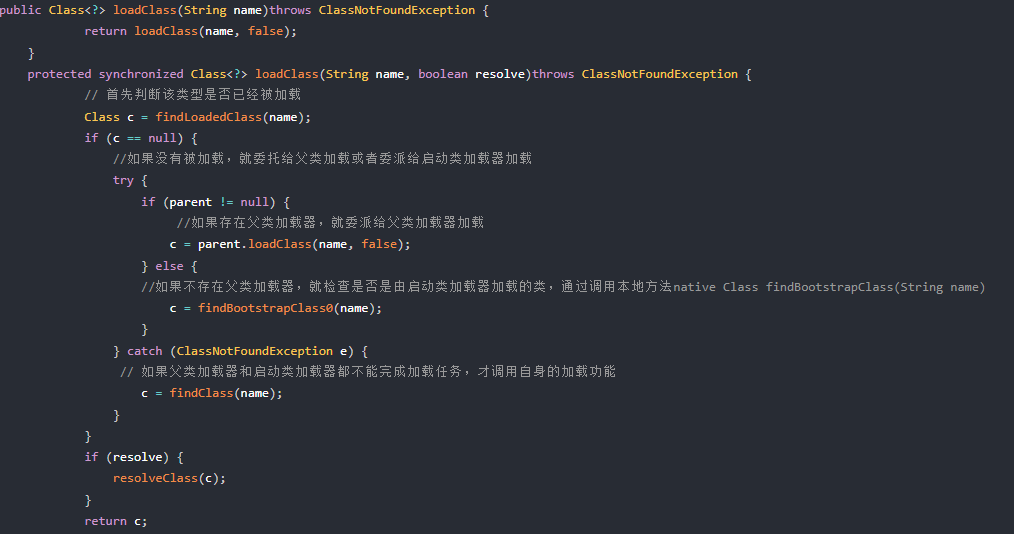 public Class<?> loadClass(String name)throws ClassNotFoundException {
return loadClass(name, false);
}
protected synchronized Class<?> loadClass(String name, boolean resolve)throws ClassNotFoundException {
// 首先判断该类型是否已经被加载
Class c = findLoadedClass(name);
if (c == null) {
//如果没有被加载，就委托给父类加载或者委派给启动类加载器加载
try {
if (parent != null) {
//如果存在父类加载器，就委派给父类加载器加载
c = parent.loadClass(name, false);
} else {
//如果不存在父类加载器，就检查是否是由启动类加载器加载的类，通过调用本地方法native Class findBootstrapClass(String name)
c = findBootstrapClass0(name);
}
} catch (ClassNotFoundException e) {
// 如果父类加载器和启动类加载器都不能完成加载任务，才调用自身的加载功能
c = findClass(name);
}
}
if (resolve) {
resolveClass(c);
}
return c;